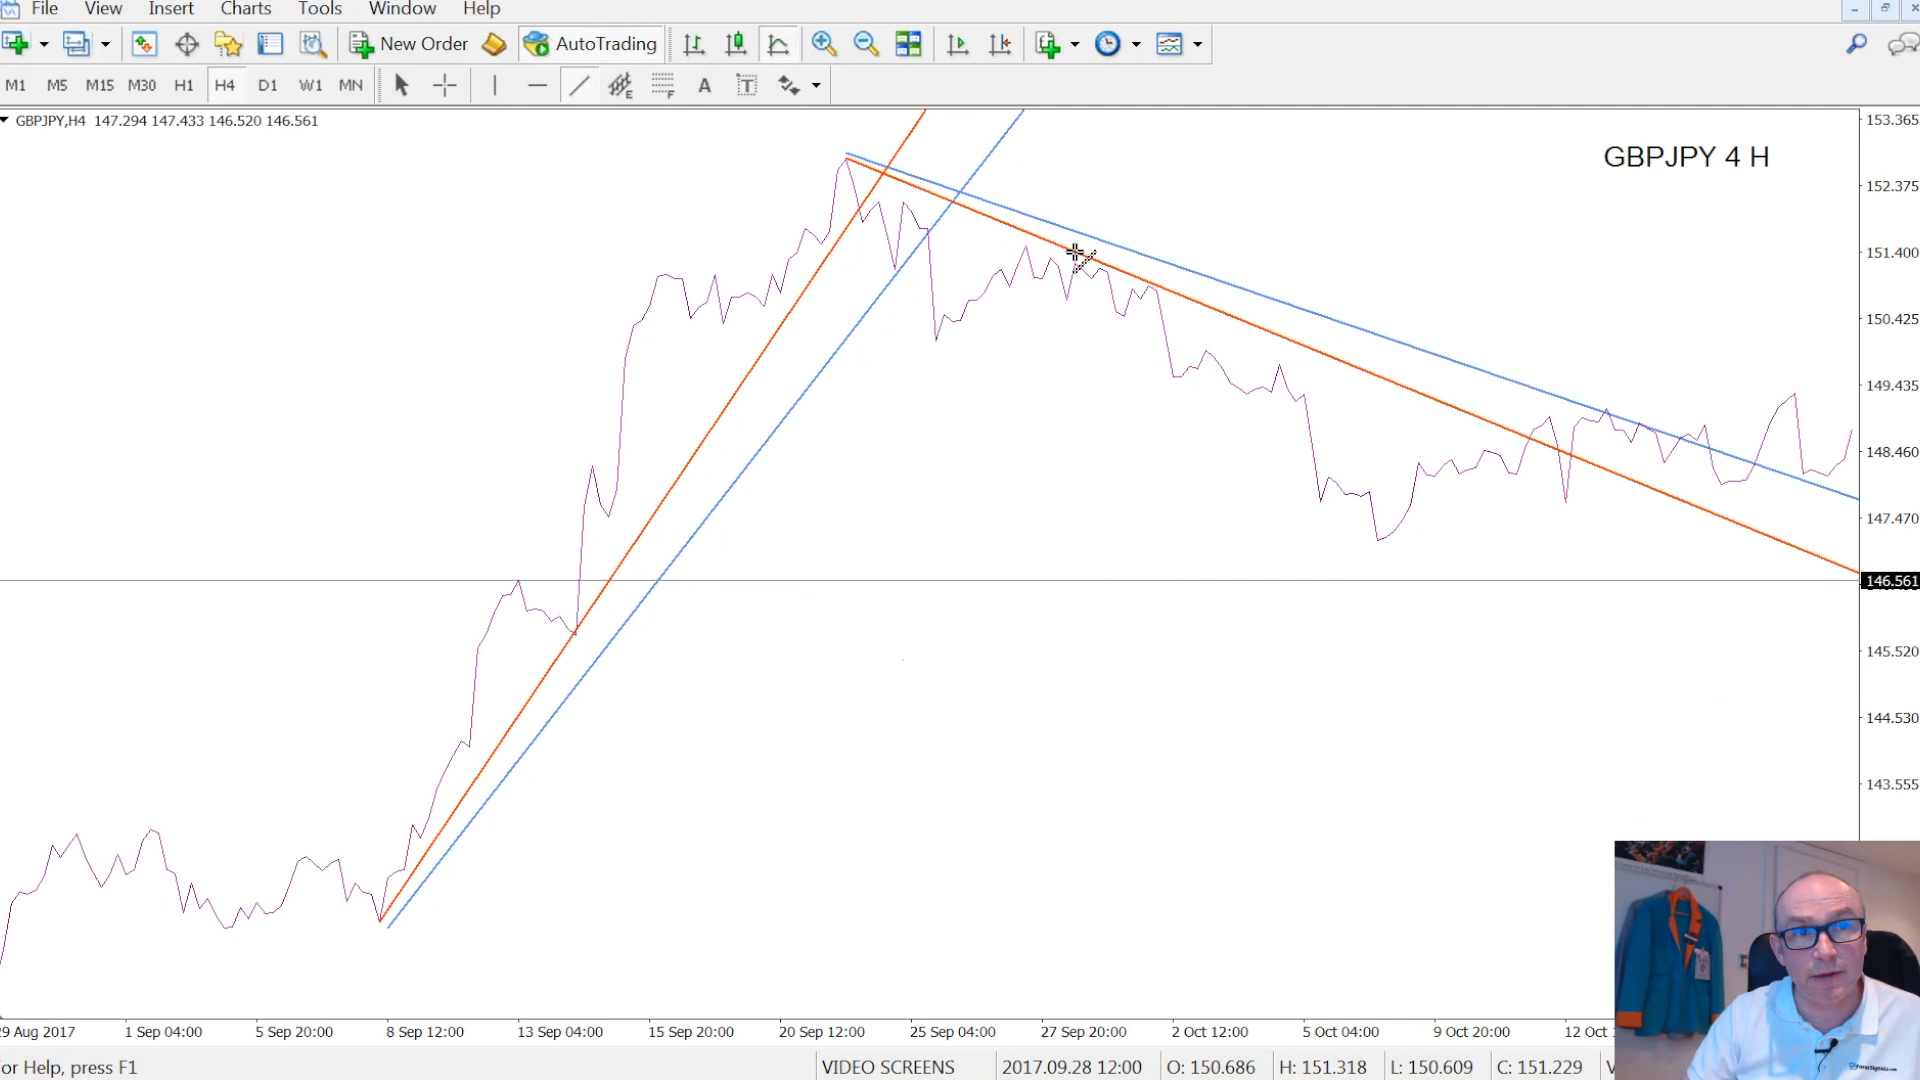 File View Insert Charts Tools Window Help
New Order AutoTrading
M1 M5 M15 M30 H1 H4 D1 W1 MN E F A T
GBPJPY,H4 147.294 147.433 146.520 146.561
GBPJPY 4 H
153.365
152.375
151.400
150.425
149.435
148.460
147.470
146.561
145.520
144.530
143.555
29 Aug 2017 1 Sep 04:00 5 Sep 20:00 8 Sep 12:00 13 Sep 04:00 15 Sep 20:00 20 Sep 12:00 25 Sep 04:00 27 Sep 20:00 2 Oct 12:00 5 Oct 04:00 9 Oct 20:00 12 Oct 1
or Help, press F1 VIDEO SCREENS 2017.09.28 12:00 O: 150.686 H: 151.318 L: 150.609 C: 151.229 V